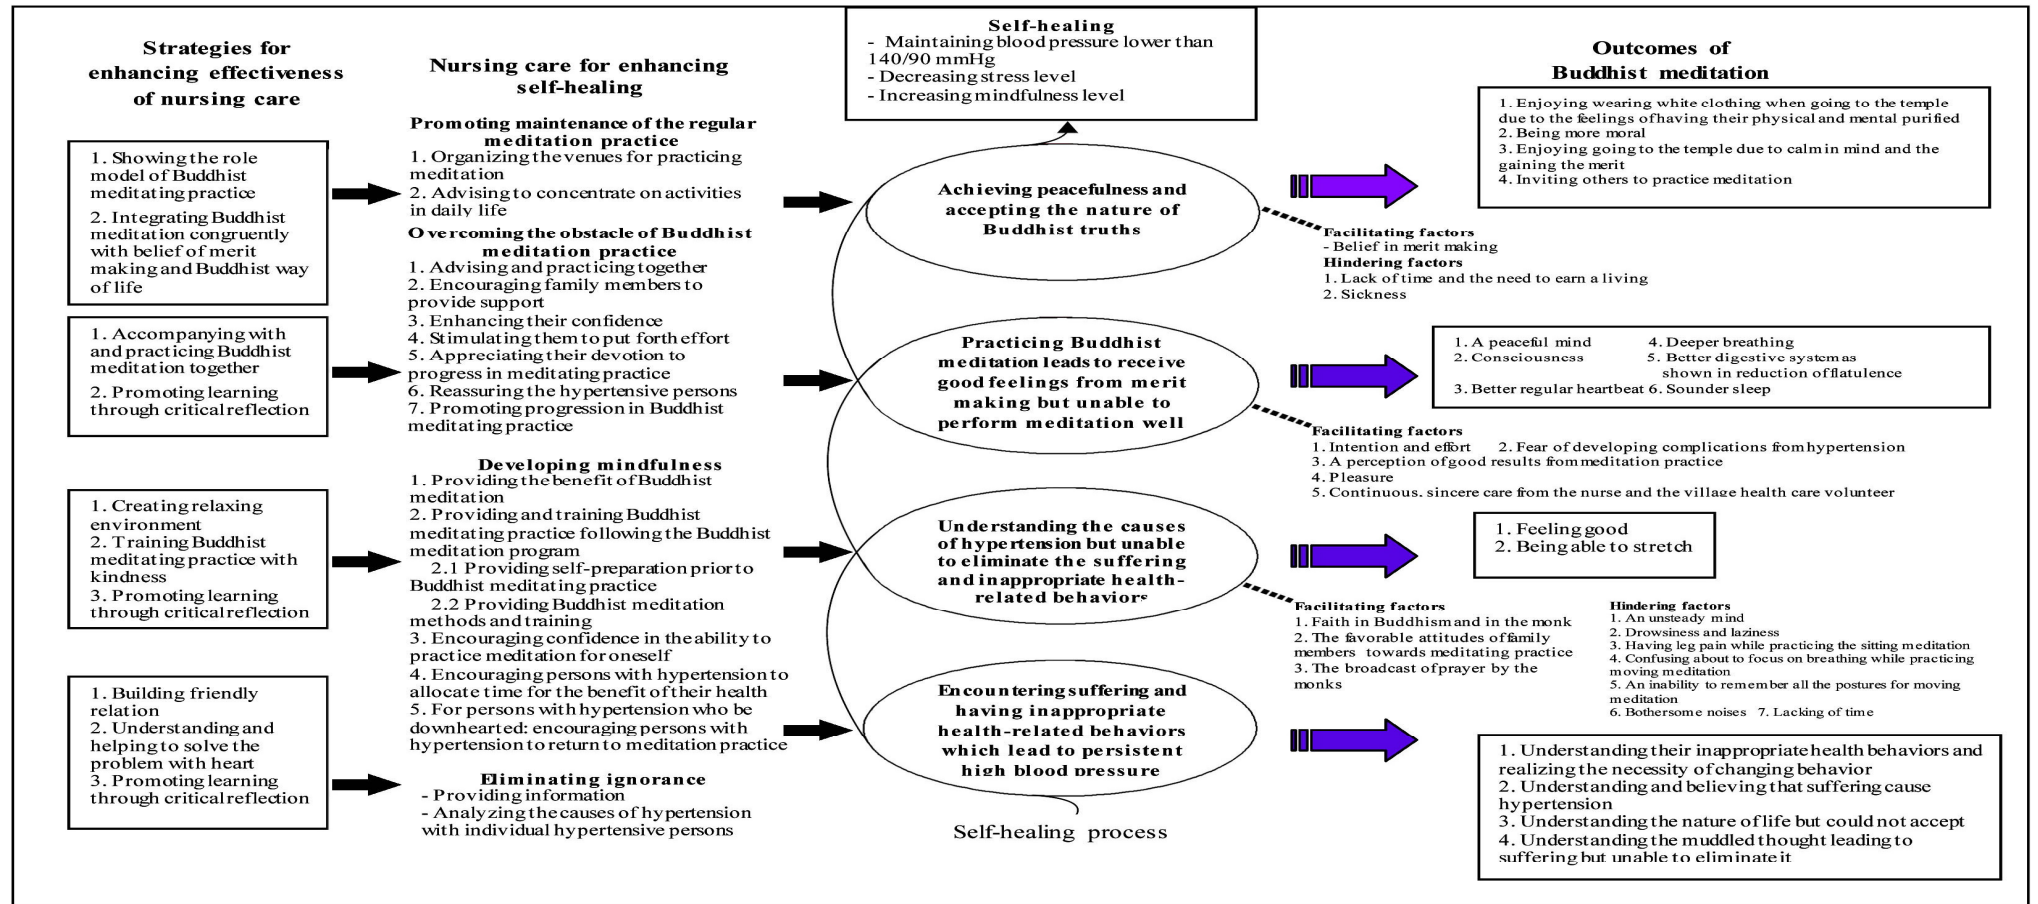 Strategies for
enhancing effectiveness
of nursing care
1. Showing the role
model of Buddhist
meditating practice
2. Integrating Buddhist
meditation congruently
with belief of merit
making and Buddhist way
of life
1. Accompanying with
and practicing Buddhist
meditation together
2. Promoting learning
through critical reflection
1. Creating relaxing
environment
2. Training Buddhist
meditating practice with
kindness
3. Promoting learning
through critical reflection
1. Building friendly
relation
2. Understanding and
helping to solve the
problem with heart
3. Promoting learning
through critical reflection
Nursing care for enhancing
self-healing
Promoting maintenance of the regular
meditation practice
1. Organizing the venues for practicing
meditation
2. Advising to concentrate on activities
in daily life
Overcoming the obstacle of Buddhist
meditation practice
1. Advising and practicing together
2. Encouraging family members to
provide support
3. Enhancing their confidence
4. Stimulating them to put forth effort
5. Appreciating their devotion to
progress in meditating practice
6. Reassuring the hypertensive persons
7. Promoting progression in Buddhist
meditating practice
Developing mindfulness
1. Providing the benefit of Buddhist
meditation
2. Providing and training Buddhist
meditating practice following the Buddhist
meditation program
2.1 Providing self-preparation prior to
Buddhist meditating practice
2.2 Providing Buddhist meditation
methods and training
3. Encouraging confidence in the ability to
practice meditation for oneself
4. Encouraging persons with hypertension to
allocate time for the benefit of their health
5. For persons with hypertension who be
downhearted: encouraging persons with
hypertension to return to meditation practice
Eliminating ignorance
- Providing information
- Analyzing the causes of hypertension
with individual hypertensive persons
Self-healing
- Maintaining blood pressure lower than
140/90 mmHg
- Decreasing stress level
- Increasing mindfulness level
Achieving peacefulness and
accepting the nature of
Buddhist truths
Practicing Buddhist
meditation leads to receive
good feelings from merit
making but unable to
perform meditation well
Understanding the causes
of hypertension but unable
to eliminate the suffering
and inappropriate health-
related behaviors
Encountering suffering and
having inappropriate
health-related behaviors
which lead to persistent
high blood pressure
Self-healing process
Outcomes of
Buddhist meditation
1. Enjoying wearing white clothing when going to the temple
due to the feelings of having their physical and mental purified
2. Being more moral
3. Enjoying going to the temple due to calm in mind and the
gaining the merit
4. Inviting others to practice meditation
Facilitating factors
- Belief in merit making
Hindering factors
1. Lack of time and the need to earn a living
2. Sickness
1. A peaceful mind 4. Deeper breathing
2. Consciousness 5. Better digestive system as
shown in reduction of flatulence
3. Better regular heartbeat 6. Sounder sleep
Facilitating factors
1. Intention and effort 2. Fear of developing complications from hypertension
3. A perception of good results from meditation practice
4. Pleasure
5. Continuous, sincere care from the nurse and the village health care volunteer
1. Feeling good
2. Being able to stretch
Facilitating factors
1. Faith in Buddhism and in the monk
2. The favorable attitudes of family
members towards meditating practice
3. The broadcast of prayer by the
monks
Hindering factors
1. An unsteady mind
2. Drowsiness and laziness
3. Having leg pain while practicing the sitting meditation
4. Confusing about to focus on breathing while practicing
moving meditation
5. An inability to remember all the postures for moving
meditation
6. Bothersome noises 7. Lacking of time
1. Understanding their inappropriate health behaviors and
realizing the necessity of changing behavior
2. Understanding and believing that suffering cause
hypertension
3. Understanding the nature of life but could not accept
4. Understanding the muddled thought leading to
suffering but unable to eliminate it